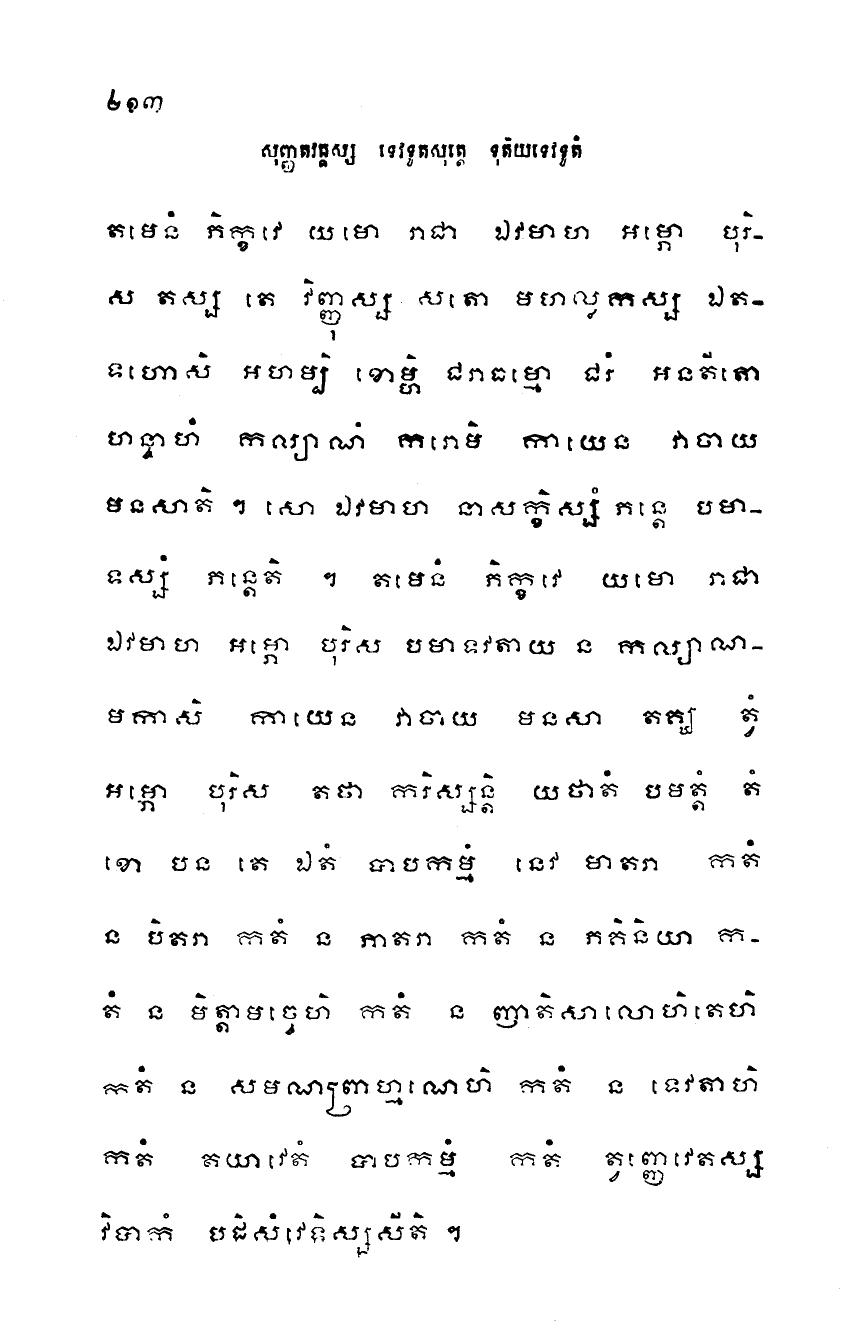 ២១៣
សុញ្ញតវគ្គស្ស ទេវទូតសុត្តេ ទុតិយទេវទូតំ
តមេនំ ភិក្ខវេ យមោ រាជា ឯវមាហ អម្ភោ បុរិ-
ស តស្ស តេ វិញ្ញុស្ស សតោ មហល្លកស្ស ឯត-
ទហោសិ អហម្បិ ខោម្ហិ ជរាធម្មោ ជរំ អនតីតោ
ហន្ទាហំ កល្យាណំ ករោមិ កាយេន វាចាយ
មនសាតិ ។ សោ ឯវមាហ នាសក្ខិស្សំ ភន្តេ បមា-
ទស្សំ ភន្តេតិ ។ តមេនំ ភិក្ខវេ យមោ រាជា
ឯវមាហ អម្ភោ បុរិស បមាទវតាយ ន កល្យាណ-
មកាសិ កាយេន វាចាយ មនសា តគ្ឃ ត្វំ
អម្ភោ បុរិស តថា ករិស្សន្តិ យថាតំ បមត្តំ តំ
ខោ បន តេ ឯតំ បាបកម្មំ នេវ មាតរា កតំ
ន បិតរា កតំ ន ភាតរា កតំ ន ភគិនិយា ក-
តំ ន មិត្តាមច្ចេហិ កតំ ន ញាតិសាលោហិតេហិ
កតំ ន សមណព្រាហ្មណេហិ កតំ ន ទេវតាហិ
កតំ តយាវេតំ បាបកម្មំ កតំ ត្វញ្ញេវេតស្ស
វិបាកំ បដិសំវេទិស្សសីតិ ។